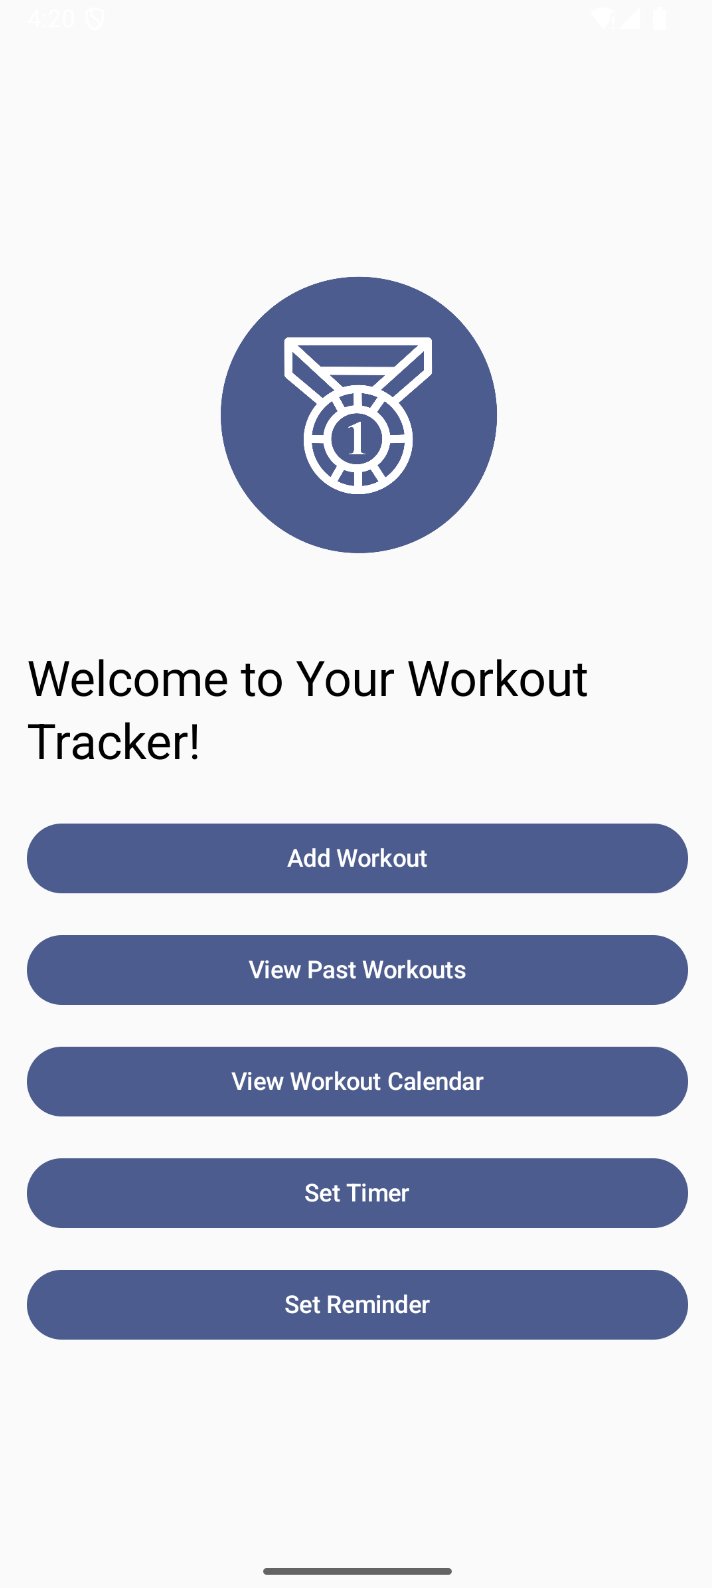 4:20
1
Welcome to Your Workout
Tracker!
Add Workout
View Past Workouts
View Workout Calendar
Set Timer
Set Reminder